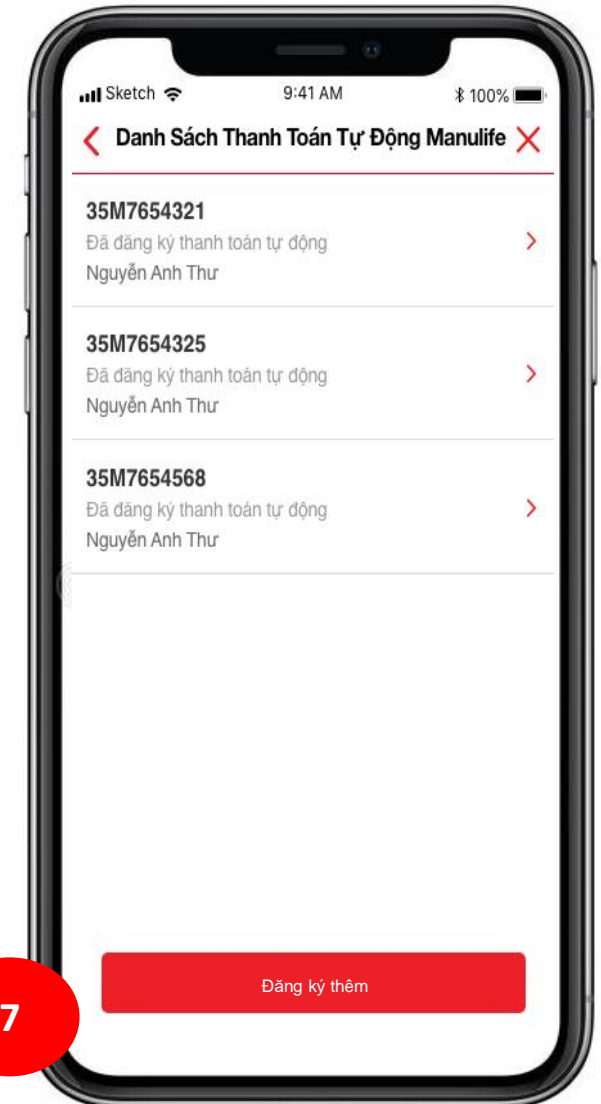 Sketch 9:41 AM 100%
Danh Sách Thanh Toán Tự Động Manulife
35M7654321
Đã đăng ký thanh toán tự động
Nguyễn Anh Thư
35M7654325
Đã đăng ký thanh toán tự động
Nguyễn Anh Thư
35M7654568
Đã đăng ký thanh toán tự động
Nguyễn Anh Thư
Đăng ký thêm
7